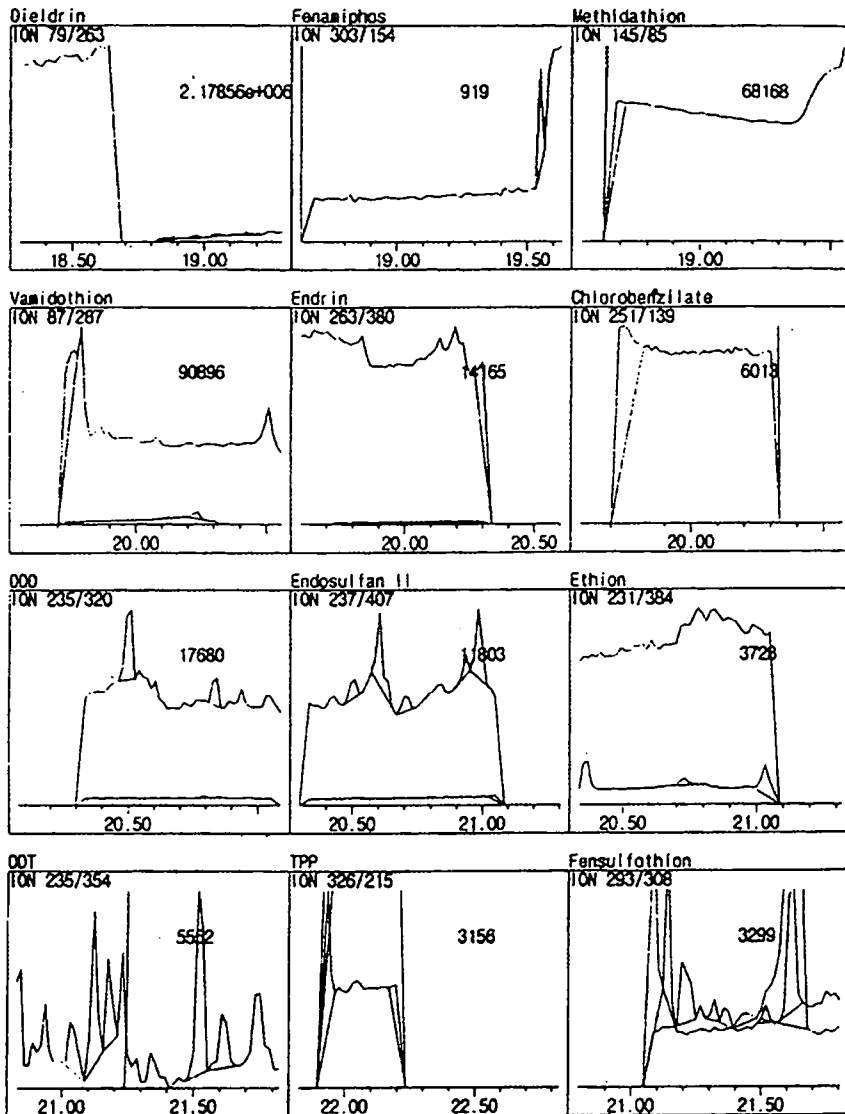 Dieldrin
ION 79/263
2.17856e+006
18.50 19.00
Fenamiphos
ION 303/154
919
19.00 19.50
Methidathion
ION 145/85
68168
19.00
Vamidothion
ION 87/287
90896
20.00
Endrin
ION 263/380
14165
20.00 20.50
Chlorobenzilate
ION 251/139
6013
20.00
DDD
ION 235/320
17680
20.50
Endosulfan II
ION 237/407
11803
20.50 21.00
Ethion
ION 231/384
3728
20.50 21.00
DDT
ION 235/354
5552
21.00 21.50
TPP
ION 326/215
3156
22.00 22.50
Fensulfothion
ION 293/308
3299
21.00 21.50